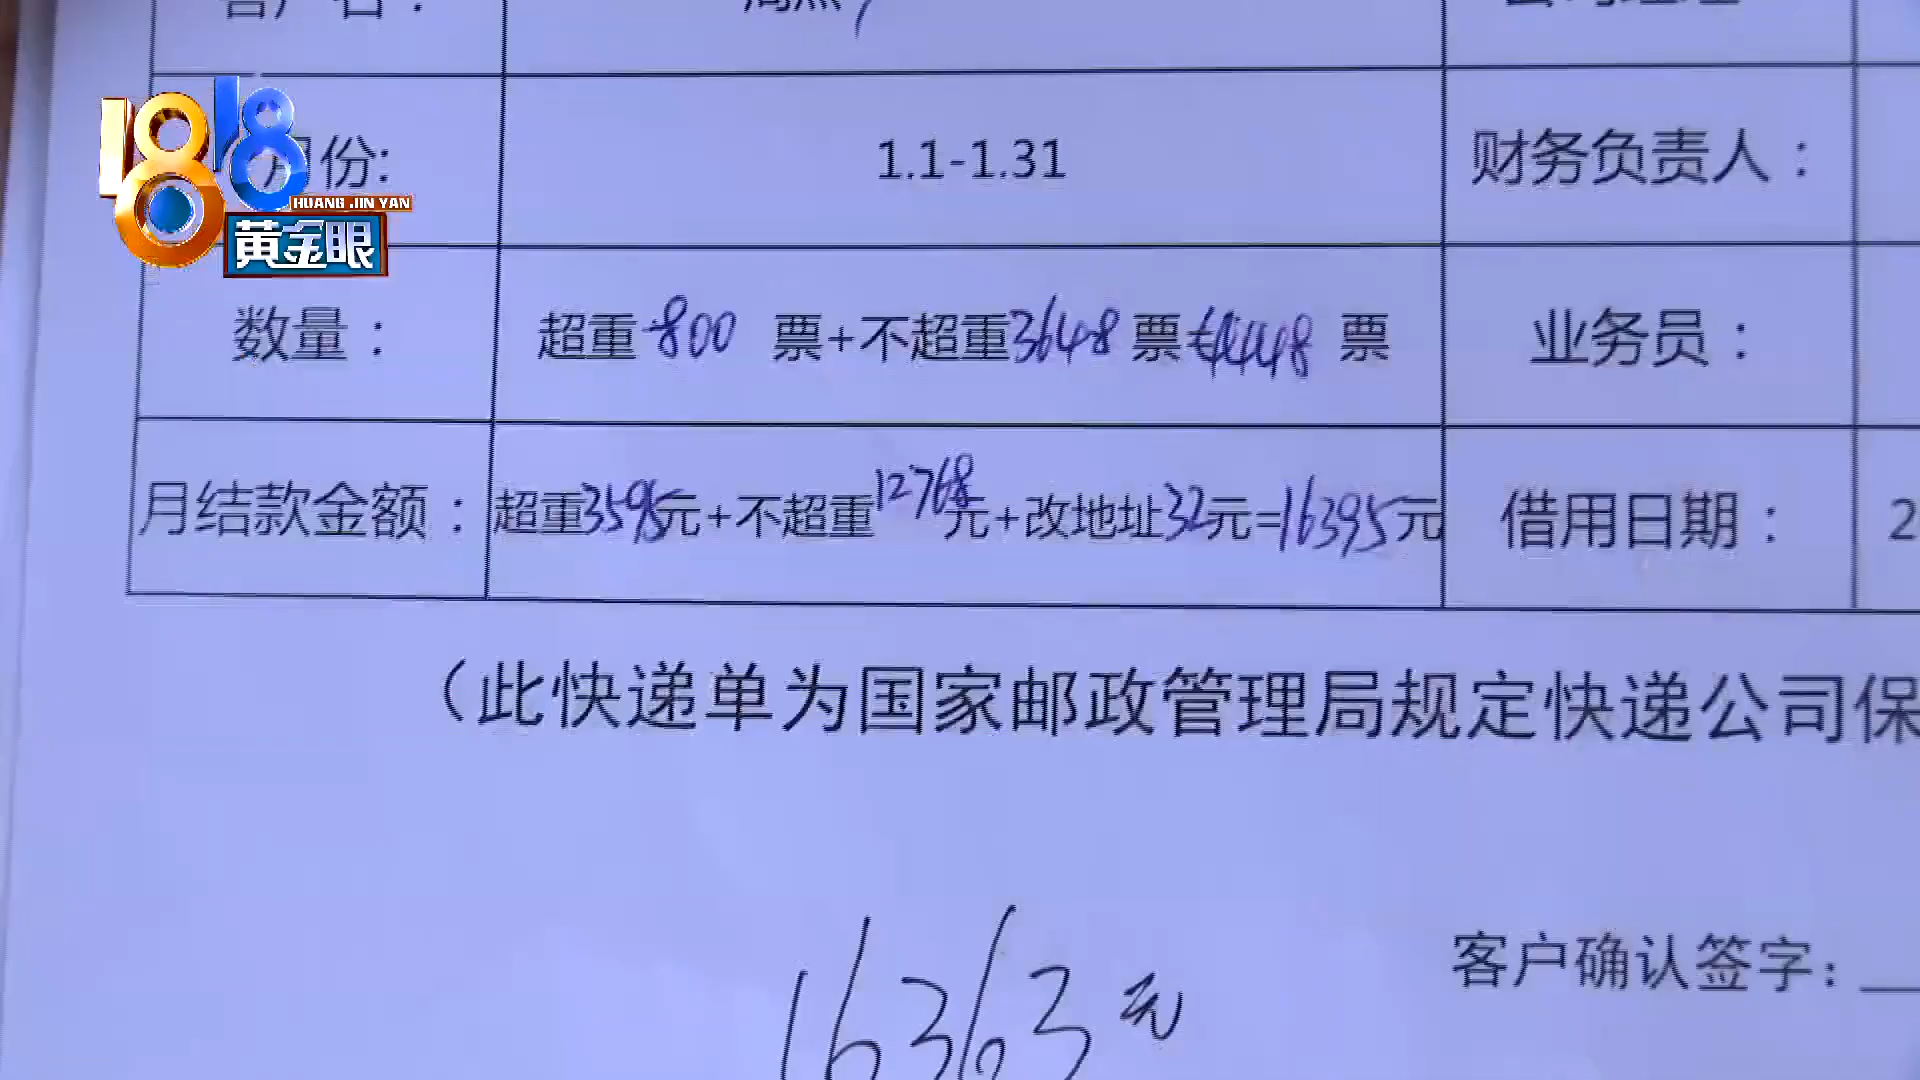 1818
HUANG JIN YAN
黄金眼
月份: 1.1-1.31 财务负责人：
数量： 超重800 票+不超重3648票=4448 票 业务员：
月结款金额： 超重3595元+不超重12768元+改地址32元=16395元 借用日期： 2
（此快递单为国家邮政管理局规定快递公司保
客户确认签字:
16363元